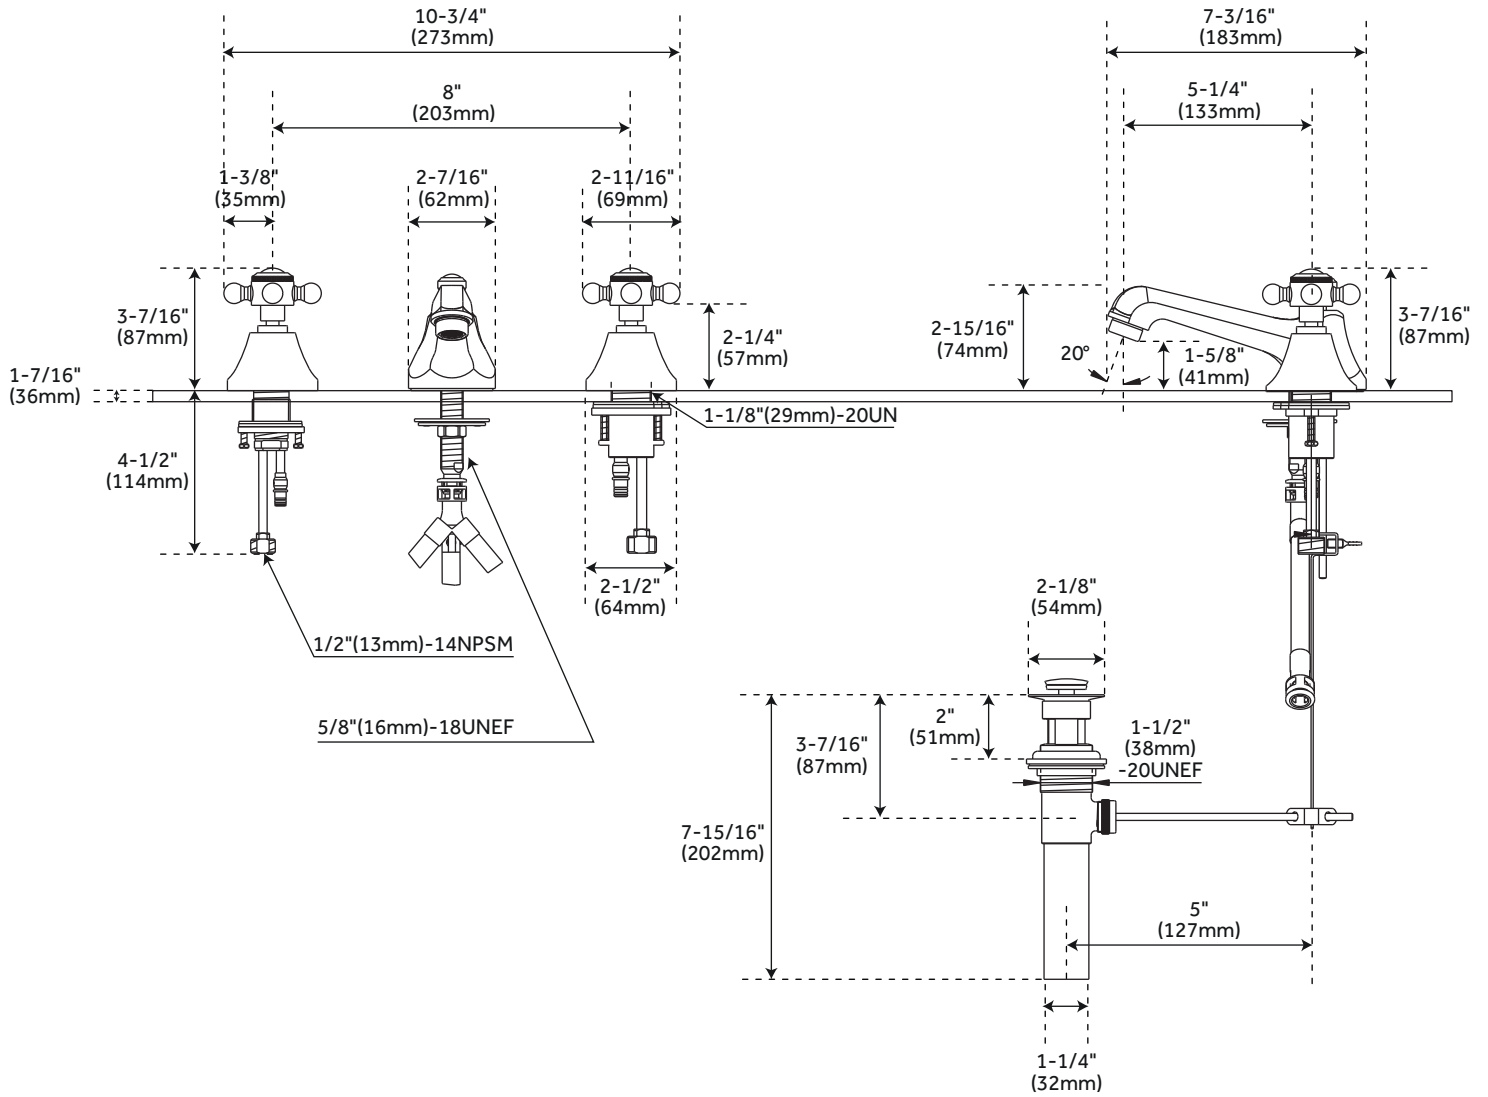 10-3/4"
(273mm)
7-3/16"
(183mm)
8"
(203mm)
5-1/4"
(133mm)
1-3/8"
(35mm)
2-7/16"
(62mm)
2-11/16"
(69mm)
3-7/16"
(87mm)
2-1/4"
(57mm)
2-15/16"
(74mm)
20°
1-5/8"
(41mm)
3-7/16"
(87mm)
1-7/16"
(36mm)
1-1/8"(29mm)-20UN
4-1/2"
(114mm)
2-1/2"
(64mm)
2-1/8"
(54mm)
1/2"(13mm)-14NPSM
5/8"(16mm)-18UNEF
2"
(51mm)
1-1/2"
(38mm)
-20UNEF
3-7/16"
(87mm)
7-15/16"
(202mm)
5"
(127mm)
1-1/4"
(32mm)